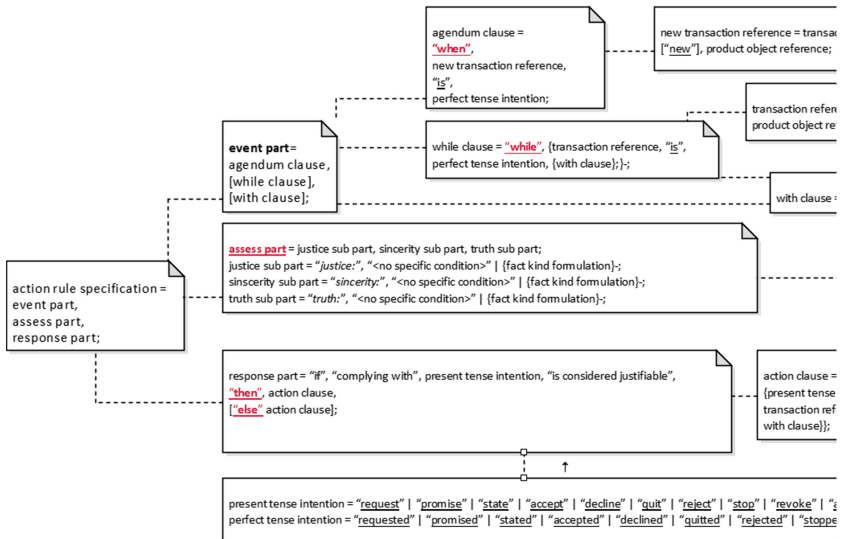 agendum clause =
“when”,
new transaction reference,
“is”,
perfect tense intention;
new transaction reference =
[“new”], product object reference;
event part=
agendum clause,
[while clause],
[with clause];
while clause = “while”, {transaction reference, “is”,
perfect tense intention, {with clause};}-;
transaction
product object
with clause =
assess part = justice sub part, sincerity sub part, truth sub part;
justice sub part = “justice:”, “<no specific condition>” | {fact kind formulation}-;
sinscerity sub part = “sincerity:”, “<no specific condition>” | {fact kind formulation}-;
truth sub part = “truth:”, “<no specific condition>” | {fact kind formulation}-;
action rule specification =
event part,
assess part,
response part;
response part = “if”, “complying with”, present tense intention, “is considered justifiable”,
“then”, action clause,
[“else” action clause];
action clause =
{present tense
transaction
with clause}};
present tense intention = “request” | “promise” | “state” | “accept” | “decline” | “quit” | “reject” | “stop” | “revoke” |
perfect tense intention = “requested” | “promised” | “stated” | “accepted” | “declined” | “quitted” | “rejected” |